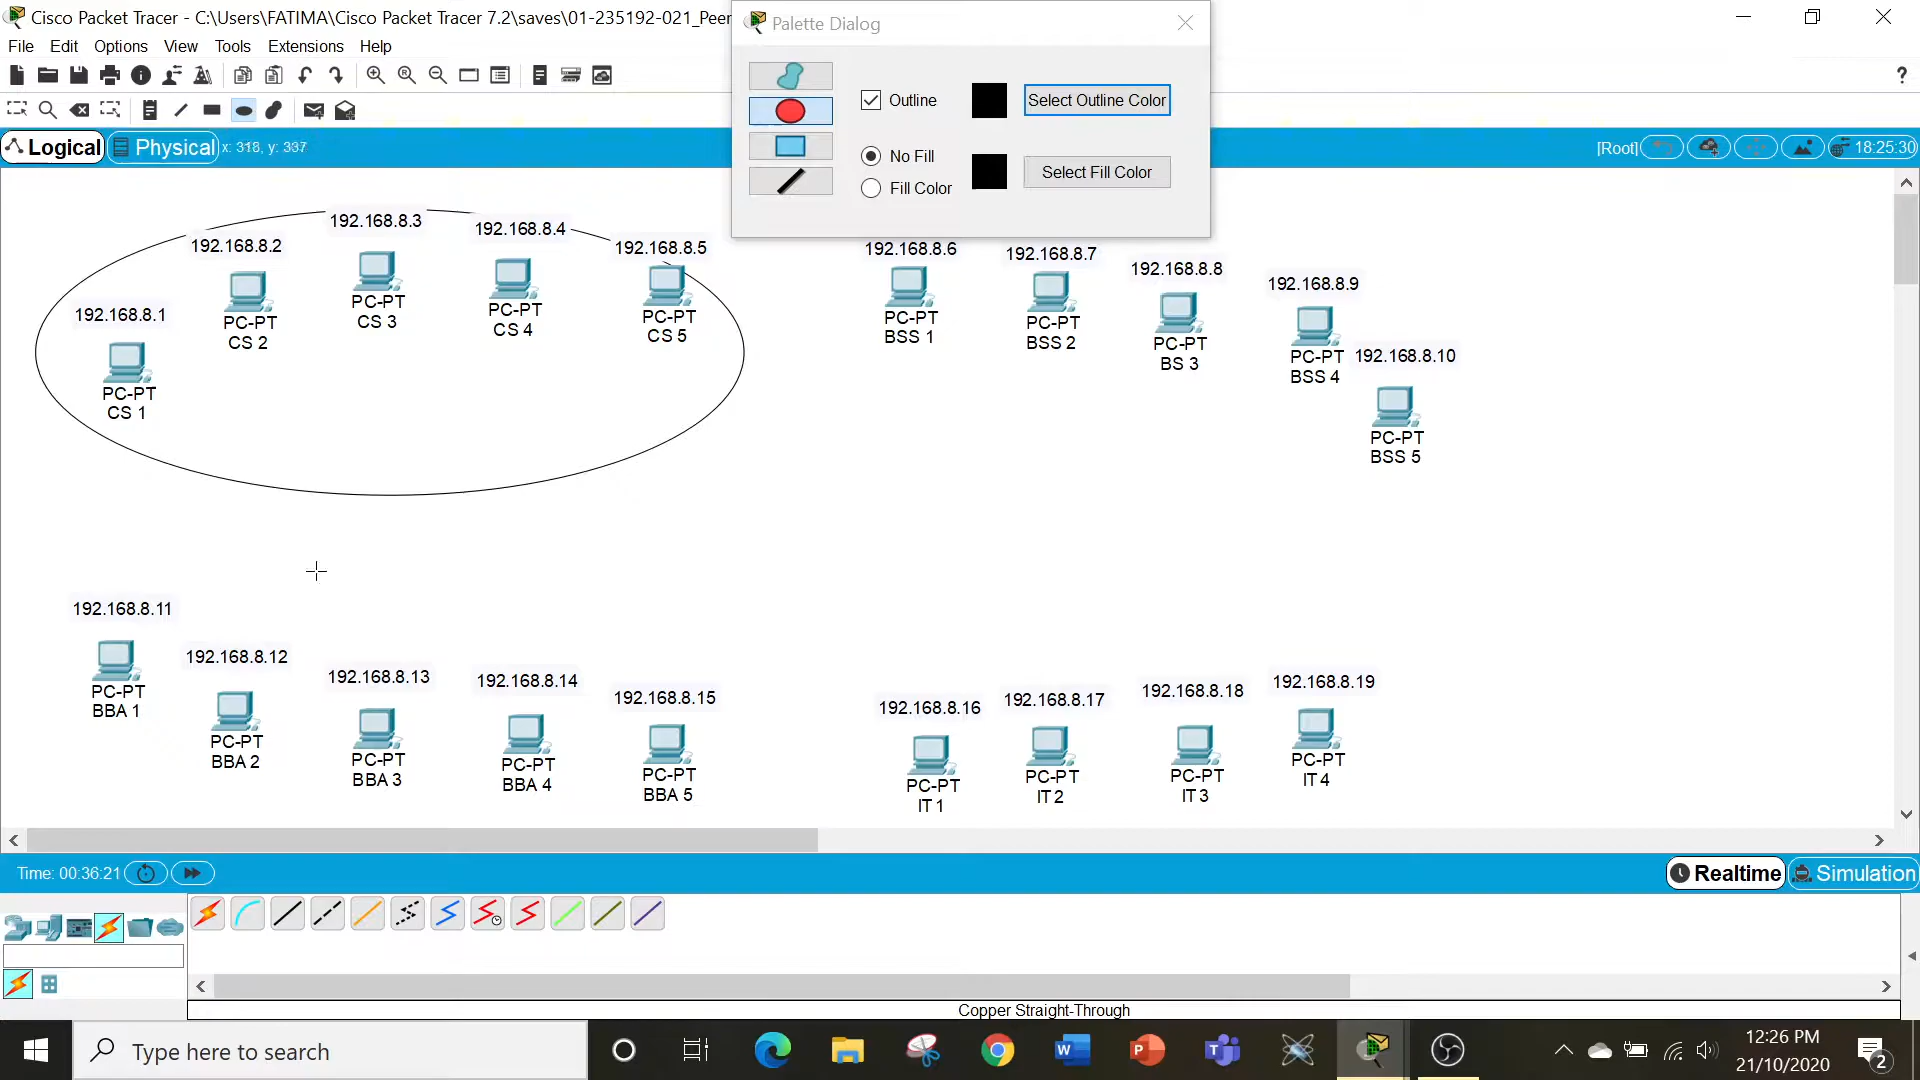 Cisco Packet Tracer - C:\Users\FATIMA\Cisco Packet Tracer 7.2\saves\01-235192-021_Peer
Palette Dialog
File Edit Options View Tools Extensions Help
?
Outline
Select Outline Color
No Fill
Fill Color
Select Fill Color
Logical
Physical
x: 318, y: 337
[Root]
18:25:30
192.168.8.1
PC-PT
CS 1
192.168.8.2
PC-PT
CS 2
192.168.8.3
PC-PT
CS 3
192.168.8.4
PC-PT
CS 4
192.168.8.5
PC-PT
CS 5
192.168.8.6
PC-PT
BSS 1
192.168.8.7
PC-PT
BSS 2
192.168.8.8
PC-PT
BS 3
192.168.8.9
PC-PT
BSS 4
192.168.8.10
PC-PT
BSS 5
192.168.8.11
PC-PT
BBA 1
192.168.8.12
PC-PT
BBA 2
192.168.8.13
PC-PT
BBA 3
192.168.8.14
PC-PT
BBA 4
192.168.8.15
PC-PT
BBA 5
192.168.8.16
PC-PT
IT 1
192.168.8.17
PC-PT
IT 2
192.168.8.18
PC-PT
IT 3
192.168.8.19
PC-PT
IT 4
Time: 00:36:21
Realtime
Simulation
Copper Straight-Through
Type here to search
12:26 PM
21/10/2020
2